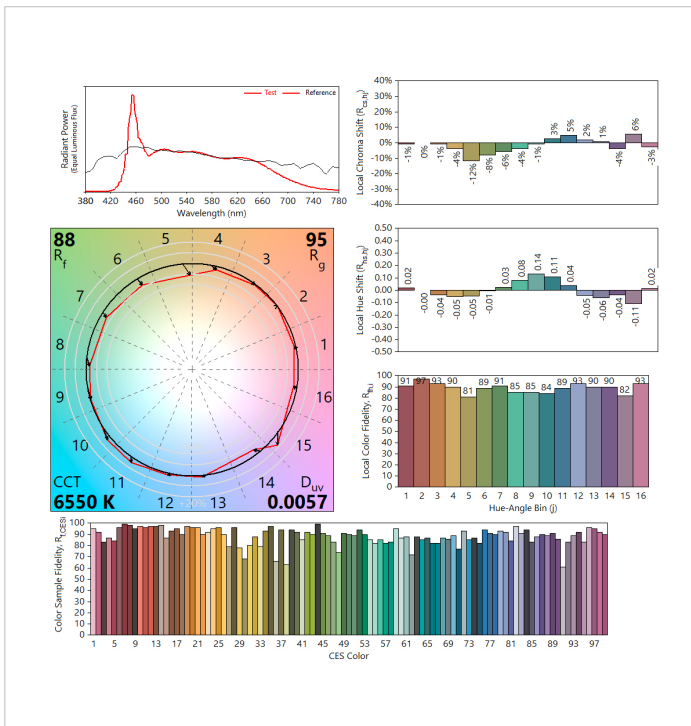 Radiant Power
(Equal Luminous Flux)
Test
Reference
380 400 460 500 540 600 660 700 780
Wavelength (nm)
40%
30%
20%
10%
0%
-10%
-20%
-30%
-40%
Local Chroma Shift (Rcs,hj)
-1% 0% -1% -4% -12% -8% -6% -4% -1% 3% 5% 2% 1% -4% 6% -3%
88
Rf
95
Rg
1
2
3
4
5
6
7
8
9
10
11
12
13
14
15
16
+20%
CCT
6550 K
Duv
0.0057
0.50
0.40
0.30
0.20
0.10
0.00
-0.10
-0.20
-0.30
-0.40
-0.50
Local Hue Shift (Rhs,hj)
0.02 -0.00 -0.04 -0.05 -0.05 -0.01 0.03 0.08 0.14 0.11 0.04 -0.05 -0.06 -0.04 -0.11 0.02
100
90
80
70
60
50
40
30
20
10
0
Local Color Fidelity, Rfh,j
91 97 93 90 81 89 91 85 85 84 89 93 90 90 82 93
1 2 3 4 5 6 7 8 9 10 11 12 13 14 15 16
Hue-Angle Bin (j)
100
90
80
70
60
50
40
30
20
10
0
Color Sample Fidelity, Rf,CESi
1 5 9 13 17 21 25 29 33 37 41 45 49 53 57 61 65 69 73 77 81 85 89 93 97
CES Color